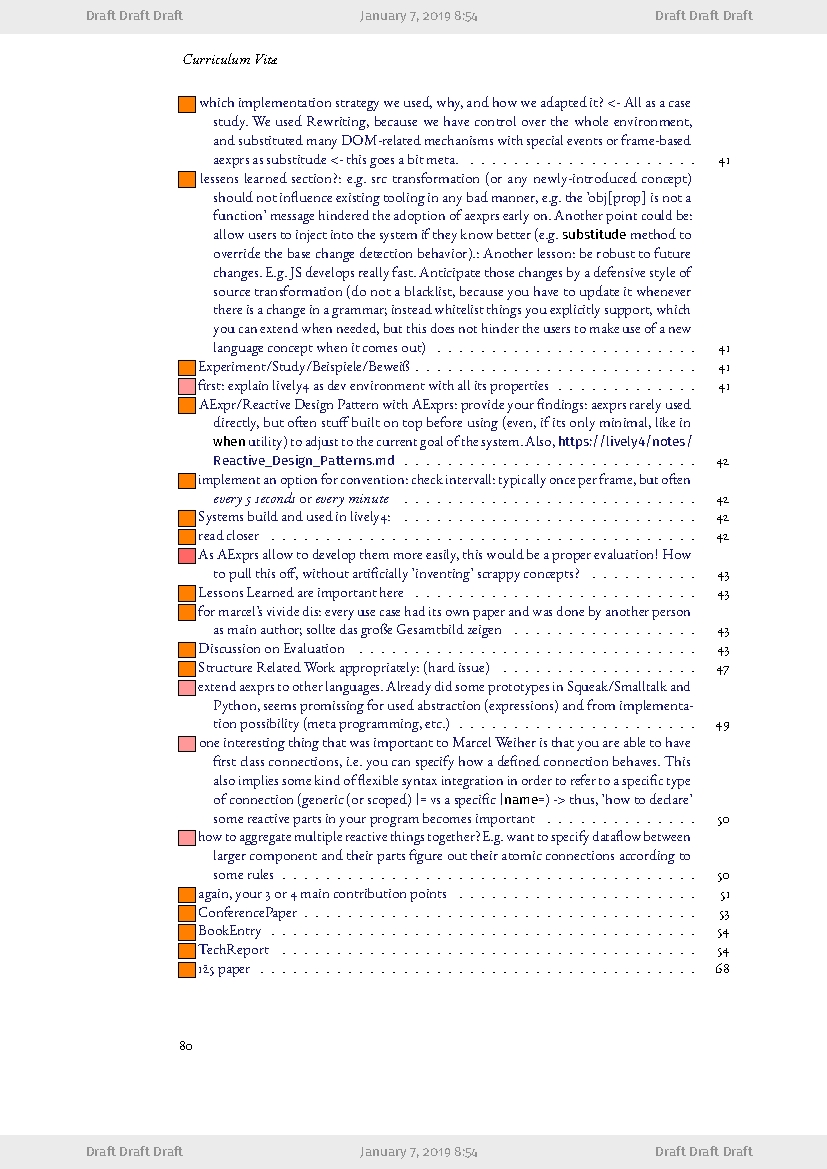 Draft Draft Draft January 7, 2019 8:54 Draft Draft Draft
Curriculum Vitæ
which implementation strategy we used, why, and how we adapted it? <- All as a case
study. We used Rewriting, because we have control over the whole environment,
and substituted many DOM-related mechanisms with special events or frame-based
aexprs as substitude <- this goes a bit meta. . . . . . . . . . . . . . . . . . . . . . 41
lessens learned section?: e.g. src transformation (or any newly-introduced concept)
should not influence existing tooling in any bad manner, e.g. the 'obj[prop] is not a
function' message hindered the adoption of aexprs early on. Another point could be:
allow users to inject into the system if they know better (e.g. substitude method to
override the base change detection behavior).: Another lesson: be robust to future
changes. E.g. JS develops really fast. Anticipate those changes by a defensive style of
source transformation (do not a blacklist, because you have to update it whenever
there is a change in a grammar; instead whitelist things you explicitly support, which
you can extend when needed, but this does not hinder the users to make use of a new
language concept when it comes out) . . . . . . . . . . . . . . . . . . . . . . . . 41
Experiment/Study/Beispiele/Beweiß . . . . . . . . . . . . . . . . . . . . . . . . . . 41
first: explain lively4 as dev environment with all its properties . . . . . . . . . . . . . 41
AExpr/Reactive Design Pattern with AExprs: provide your findings: aexprs rarely used
directly, but often stuff built on top before using (even, if its only minimal, like in
when utility) to adjust to the current goal of the system. Also, https://lively4/notes/
Reactive_Design_Patterns.md . . . . . . . . . . . . . . . . . . . . . . . . . . . 42
implement an option for convention: check intervall: typically once per frame, but often
every 5 seconds or every minute . . . . . . . . . . . . . . . . . . . . . . . . . . . 42
Systems build and used in lively4: . . . . . . . . . . . . . . . . . . . . . . . . . . . 42
read closer . . . . . . . . . . . . . . . . . . . . . . . . . . . . . . . . . . . . . . . 42
As AExprs allow to develop them more easily, this would be a proper evaluation! How
to pull this off, without artificially 'inventing' scrappy concepts? . . . . . . . . . . 43
Lessons Learned are important here . . . . . . . . . . . . . . . . . . . . . . . . . . 43
for marcel's vivide dis: every use case had its own paper and was done by another person
as main author; sollte das große Gesamtbild zeigen . . . . . . . . . . . . . . . . . 43
Discussion on Evaluation . . . . . . . . . . . . . . . . . . . . . . . . . . . . . . . 43
Structure Related Work appropriately: (hard issue) . . . . . . . . . . . . . . . . . . 47
extend aexprs to other languages. Already did some prototypes in Squeak/Smalltalk and
Python, seems promissing for used abstraction (expressions) and from implementa-
tion possibility (meta programming, etc.) . . . . . . . . . . . . . . . . . . . . . . 49
one interesting thing that was important to Marcel Weiher is that you are able to have
first class connections, i.e. you can specify how a defined connection behaves. This
also implies some kind of flexible syntax integration in order to refer to a specific type
of connection (generic (or scoped) |= vs a specific |name=) -> thus, 'how to declare'
some reactive parts in your program becomes important . . . . . . . . . . . . . . 50
how to aggregate multiple reactive things together? E.g. want to specify dataflow between
larger component and their parts figure out their atomic connections according to
some rules . . . . . . . . . . . . . . . . . . . . . . . . . . . . . . . . . . . . . . 50
again, your 3 or 4 main contribution points . . . . . . . . . . . . . . . . . . . . . . 51
ConferencePaper . . . . . . . . . . . . . . . . . . . . . . . . . . . . . . . . . . . . 53
BookEntry . . . . . . . . . . . . . . . . . . . . . . . . . . . . . . . . . . . . . . . 54
TechReport . . . . . . . . . . . . . . . . . . . . . . . . . . . . . . . . . . . . . . 54
paper . . . . . . . . . . . . . . . . . . . . . . . . . . . . . . . . . . . . . . . . 68
80
Draft Draft Draft January 7, 2019 8:54 Draft Draft Draft